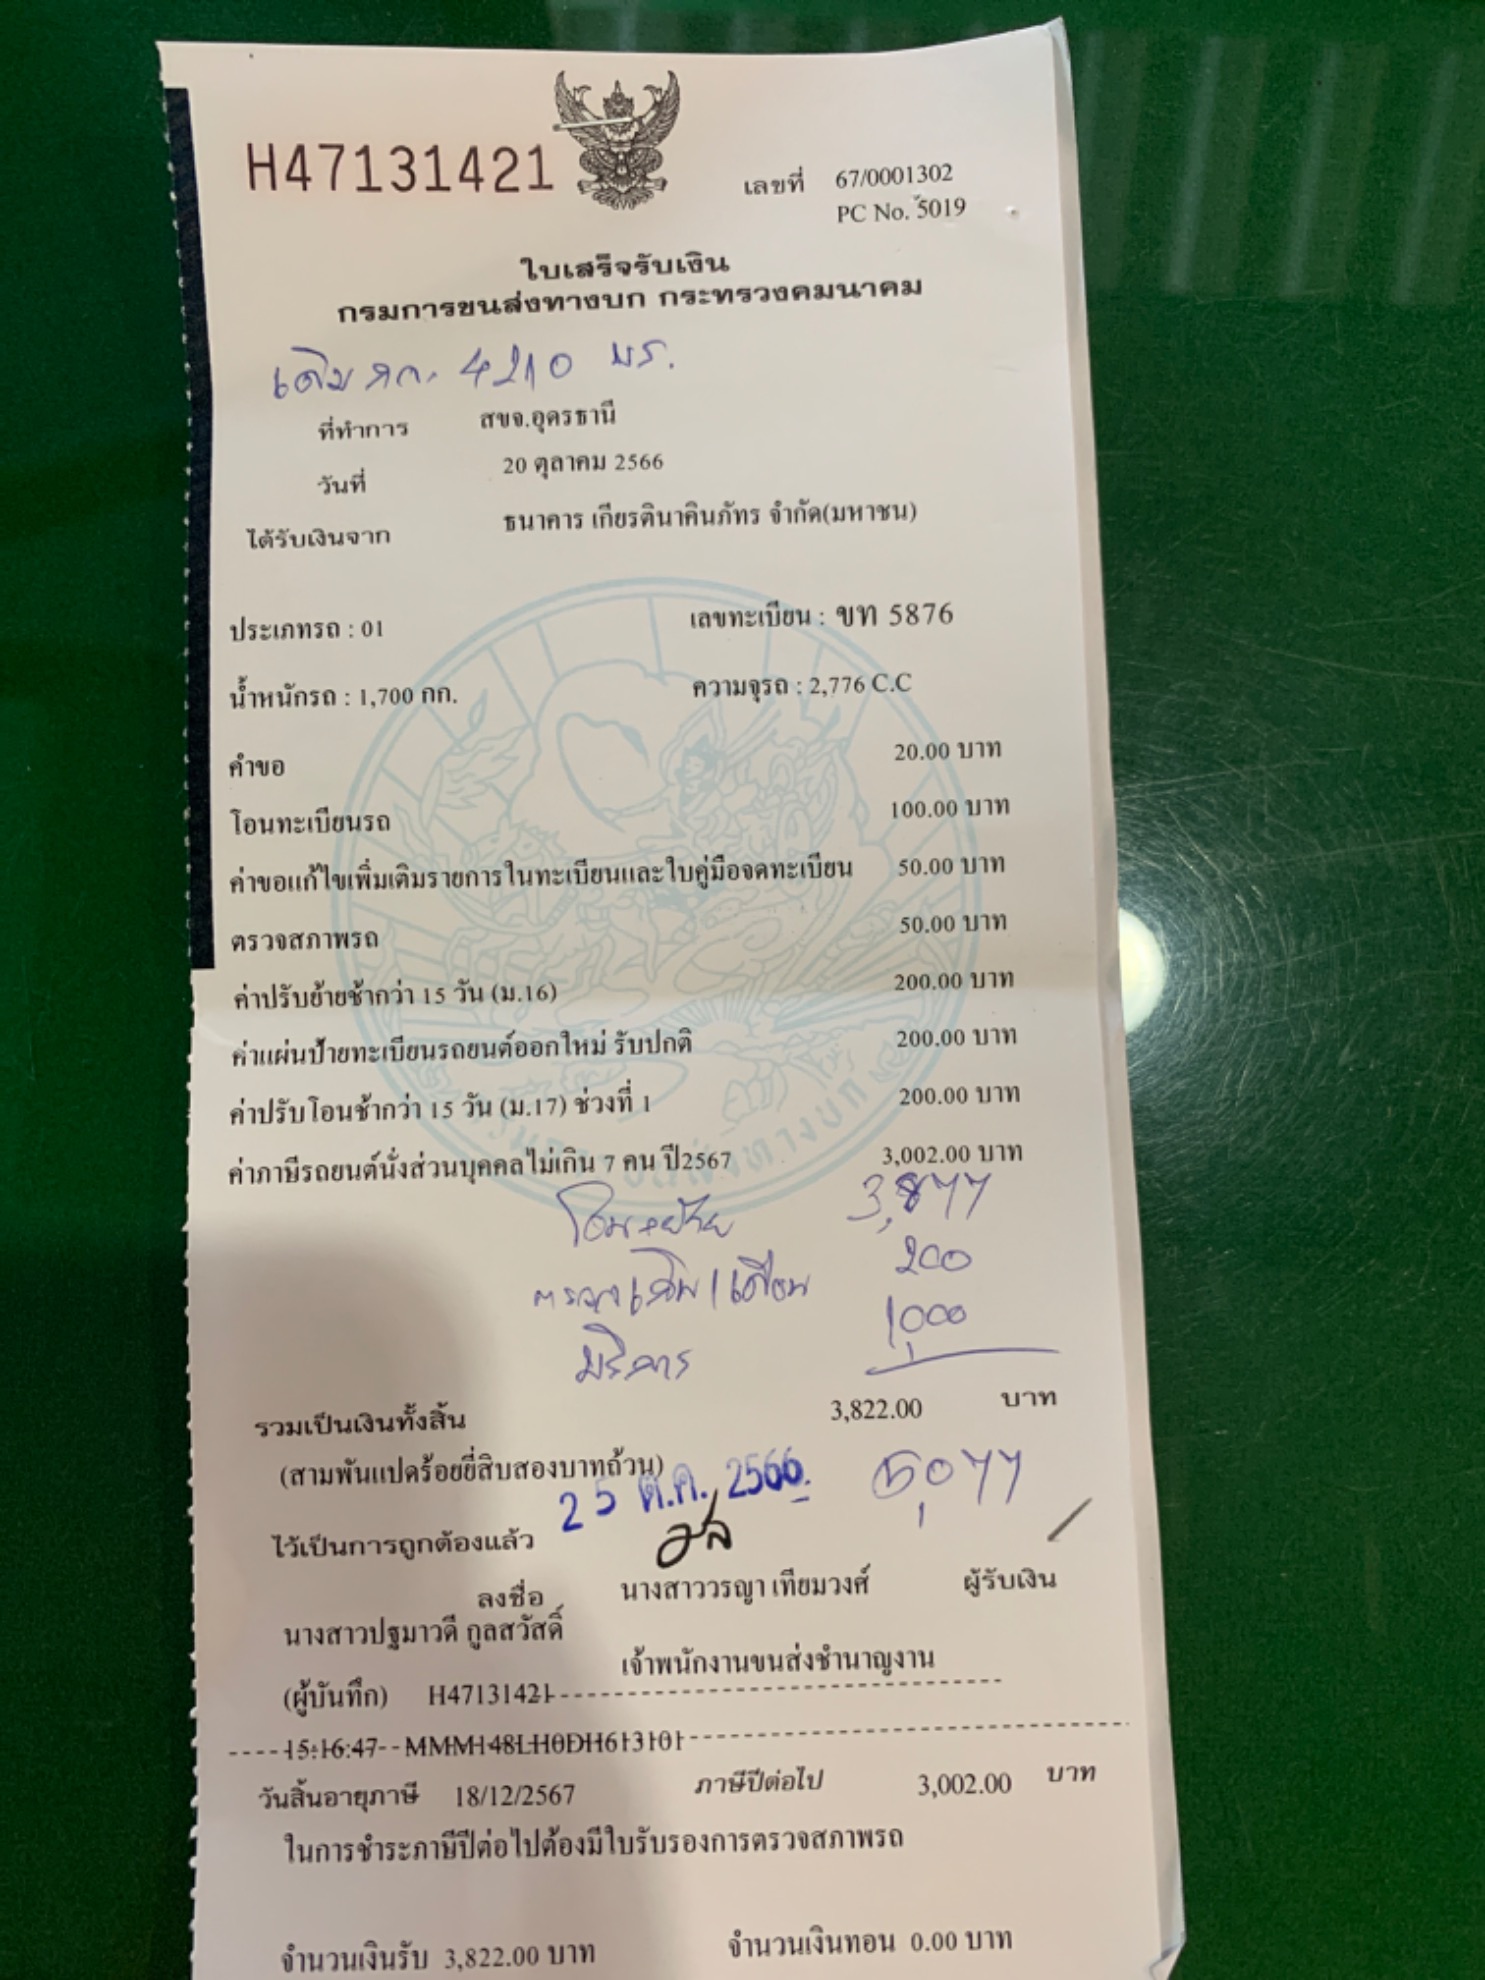 H47131421
เลขที่ 67/0001302
PC No. 5019
ใบเสร็จรับเงิน
กรมการขนส่งทางบก กระทรวงคมนาคม
เดิม กก. 4210 บร.
ที่ทำการ สขจ.อุดรธานี
วันที่ 20 ตุลาคม 2566
ได้รับเงินจาก ธนาคาร เกียรตินาคินภัทร จำกัด(มหาชน)
ประเภทรถ : 01 เลขทะเบียน : ขท 5876
น้ำหนักรถ : 1,700 กก. ความจุรถ : 2,776 C.C
คำขอ 20.00 บาท
โอนทะเบียนรถ 100.00 บาท
ค่าขอแก้ไขเพิ่มเติมรายการในทะเบียนและใบคู่มือจดทะเบียน 50.00 บาท
ตรวจสภาพรถ 50.00 บาท
ค่าปรับย้ายช้ากว่า 15 วัน (ม.16) 200.00 บาท
ค่าแผ่นป้ายทะเบียนรถยนต์ออกใหม่ รับปกติ 200.00 บาท
ค่าปรับโอนช้ากว่า 15 วัน (ม.17) ช่วงที่ 1 200.00 บาท
ค่าภาษีรถยนต์นั่งส่วนบุคคลไม่เกิน 7 คน ปี2567 3,002.00 บาท
โอน+ย้าย 3,877
200
บริการ 1,000
รวมเป็นเงินทั้งสิ้น 3,822.00 บาท
(สามพันแปดร้อยยี่สิบสองบาทถ้วน)
25 ต.ค. 2566 5,077
ไว้เป็นการถูกต้องแล้ว
ลงชื่อ นางสาววรญา เทียมวงศ์ ผู้รับเงิน
นางสาวปฐมาวดี กูลสวัสดิ์
เจ้าพนักงานขนส่งชำนาญงาน
(ผู้บันทึก) H47131421
15:16:47 MMM148LH0DH613101
วันสิ้นอายุภาษี 18/12/2567 ภาษีปีต่อไป 3,002.00 บาท
ในการชำระภาษีปีต่อไปต้องมีใบรับรองการตรวจสภาพรถ
จำนวนเงินรับ 3,822.00 บาท จำนวนเงินทอน 0.00 บาท